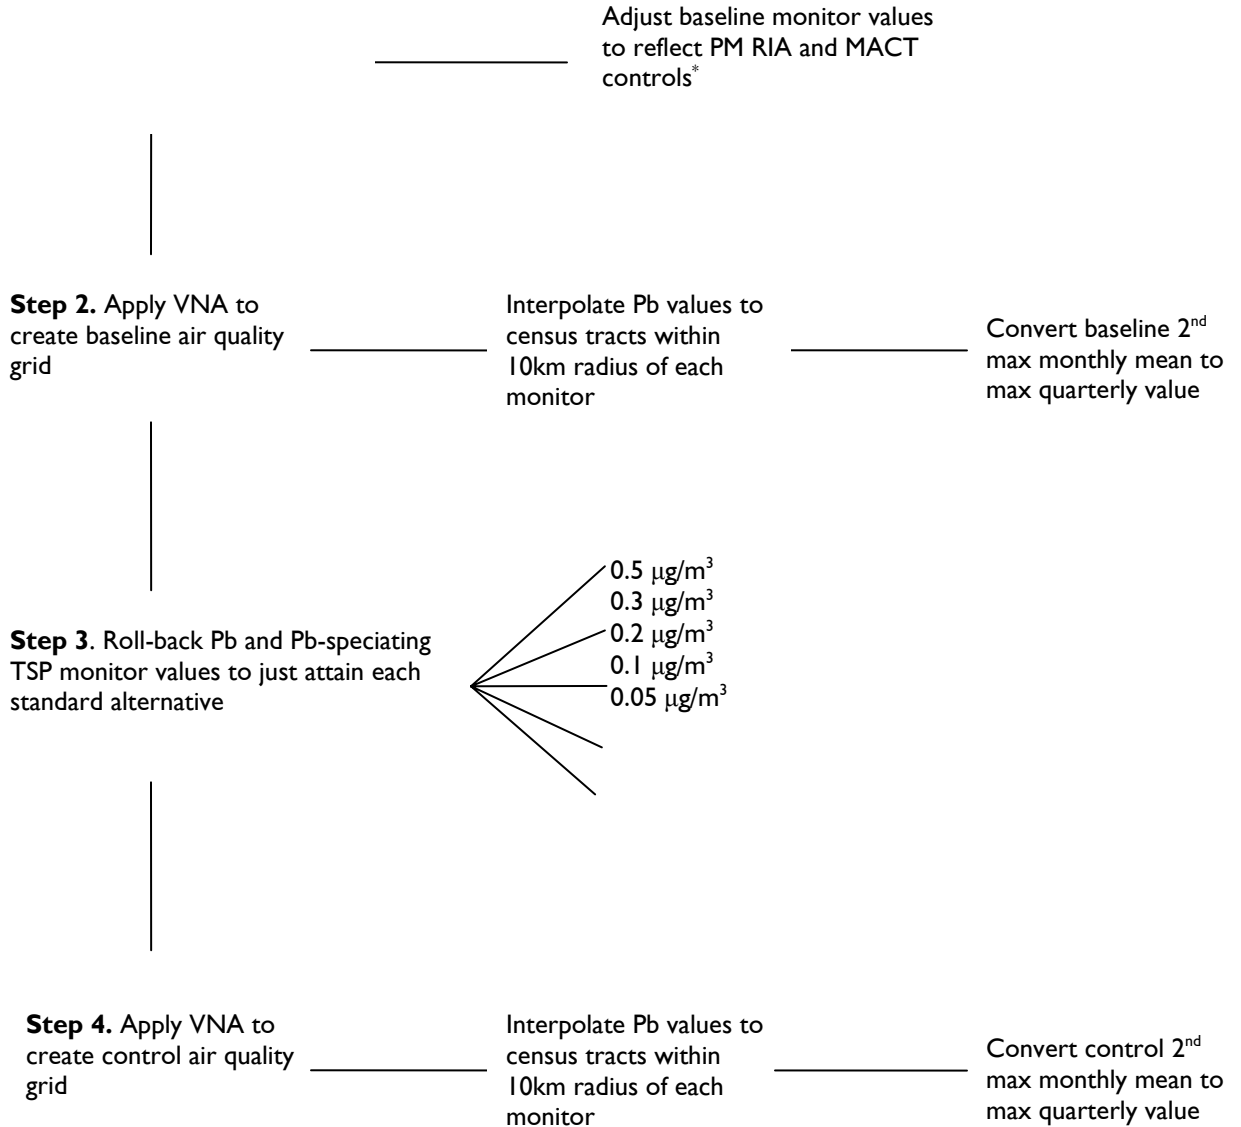 Adjust baseline monitor values
to reflect PM RIA and MACT
controls*
Step 2. Apply VNA to
create baseline air quality
grid
Interpolate Pb values to
census tracts within
10km radius of each
monitor
Convert baseline 2nd
max monthly mean to
max quarterly value
Step 3. Roll-back Pb and Pb-speciating
TSP monitor values to just attain each
standard alternative
0.5 μg/m3
0.3 μg/m3
0.2 μg/m3
0.1 μg/m3
0.05 μg/m3
Step 4. Apply VNA to
create control air quality
grid
Interpolate Pb values to
census tracts within
10km radius of each
monitor
Convert control 2nd
max monthly mean to
max quarterly value